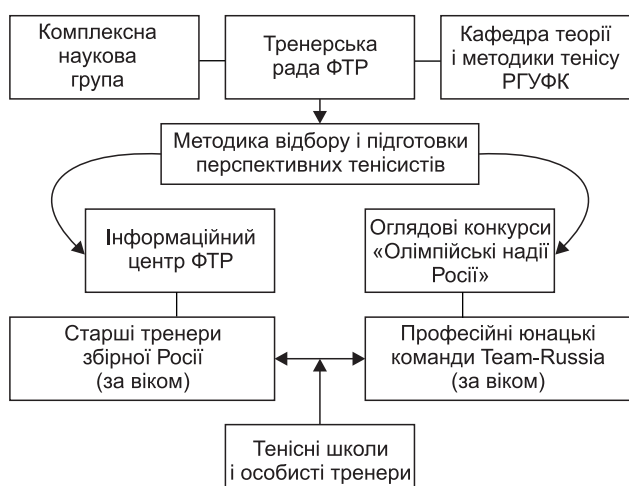 Комплексна
наукова
група
Тренерська
рада ФТР
Кафедра теорії
і методики тенісу
РГУФК
Методика відбору і підготовки
перспективних тенісистів
Інформаційний
центр ФТР
Оглядові конкурси
«Олімпійські надії
Росії»
Старші тренери
збірної Росії
(за віком)
Професійні юнацькі
команди Team-Russia
(за віком)
Тенісні школи
і особисті тренери